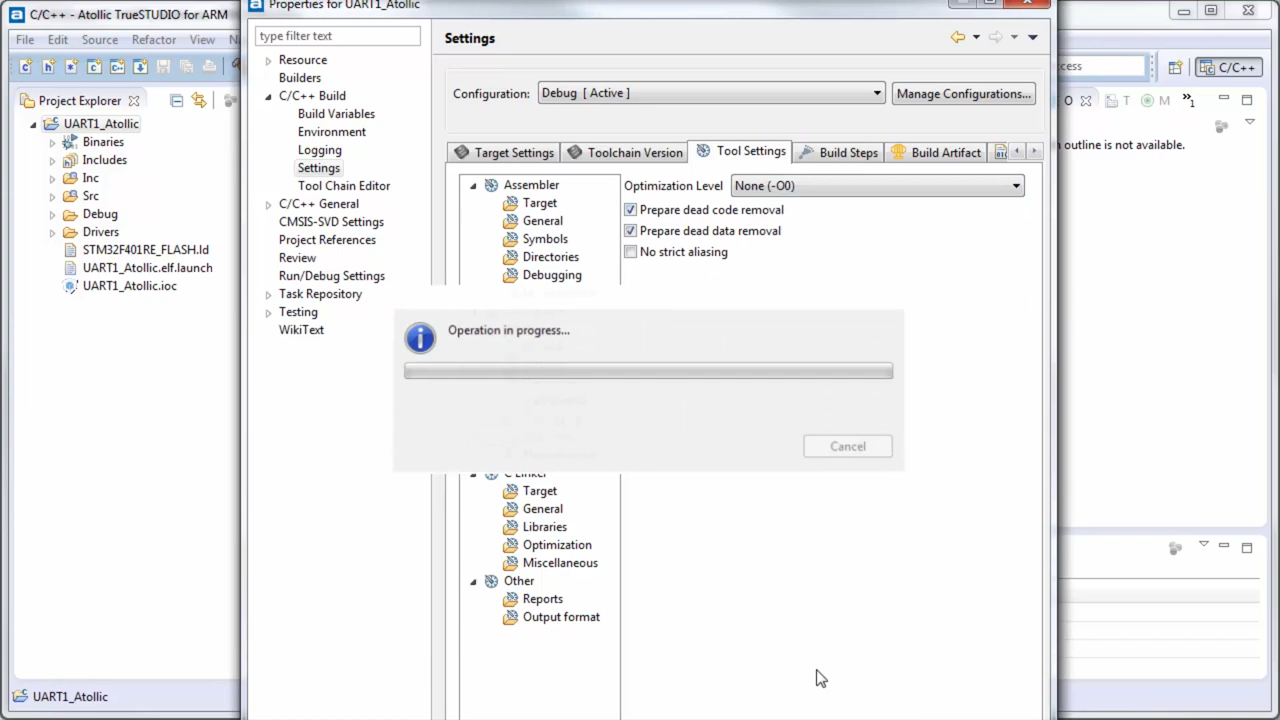 C/C++ - Atollic TrueSTUDIO for ARM
Properties for UART1_Atollic
File Edit Source Refactor View
type filter text
Settings
Resource
Builders
C/C++ Build
Build Variables
Environment
Logging
Settings
Tool Chain Editor
C/C++ General
CMSIS-SVD Settings
Project References
Review
Run/Debug Settings
Task Repository
Testing
WikiText
Configuration: Debug [ Active ] Manage Configurations...
Target Settings Toolchain Version Tool Settings Build Steps Build Artifact
Assembler
Target
General
Symbols
Directories
Debugging
Optimization Level None (-O0)
Prepare dead code removal
Prepare dead data removal
No strict aliasing
Operation in progress...
Cancel
C Linker
Target
General
Libraries
Optimization
Miscellaneous
Other
Reports
Output format
Project Explorer
UART1_Atollic
Binaries
Includes
Inc
Src
Debug
Drivers
STM32F401RE_FLASH.ld
UART1_Atollic.elf.launch
UART1_Atollic.ioc
UART1_Atollic
C/C++
O T M »1
outline is not available.